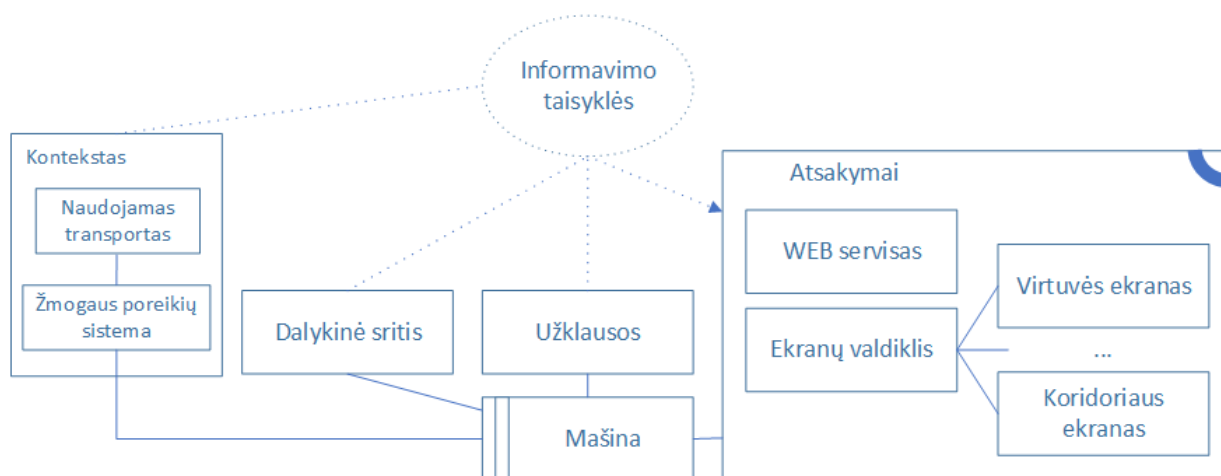 Informavimo
taisyklės
Kontekstas
Naudojamas
transportas
Žmogaus poreikių
sistema
Dalykinė sritis
Užklausos
Mašina
Atsakymai
WEB servisas
Ekranų valdiklis
Virtuvės ekranas
...
Koridoriaus
ekranas